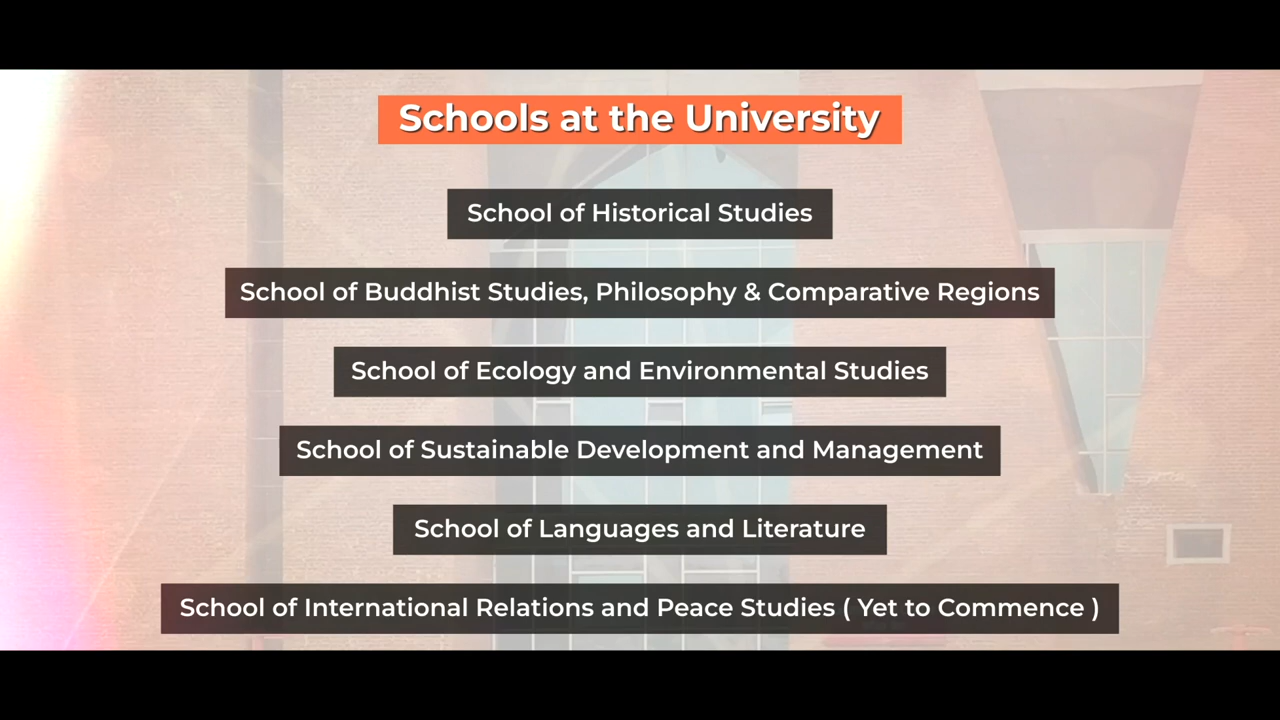 Schools at the University
School of Historical Studies
School of Buddhist Studies, Philosophy & Comparative Regions
School of Ecology and Environmental Studies
School of Sustainable Development and Management
School of Languages and Literature
School of International Relations and Peace Studies ( Yet to Commence )